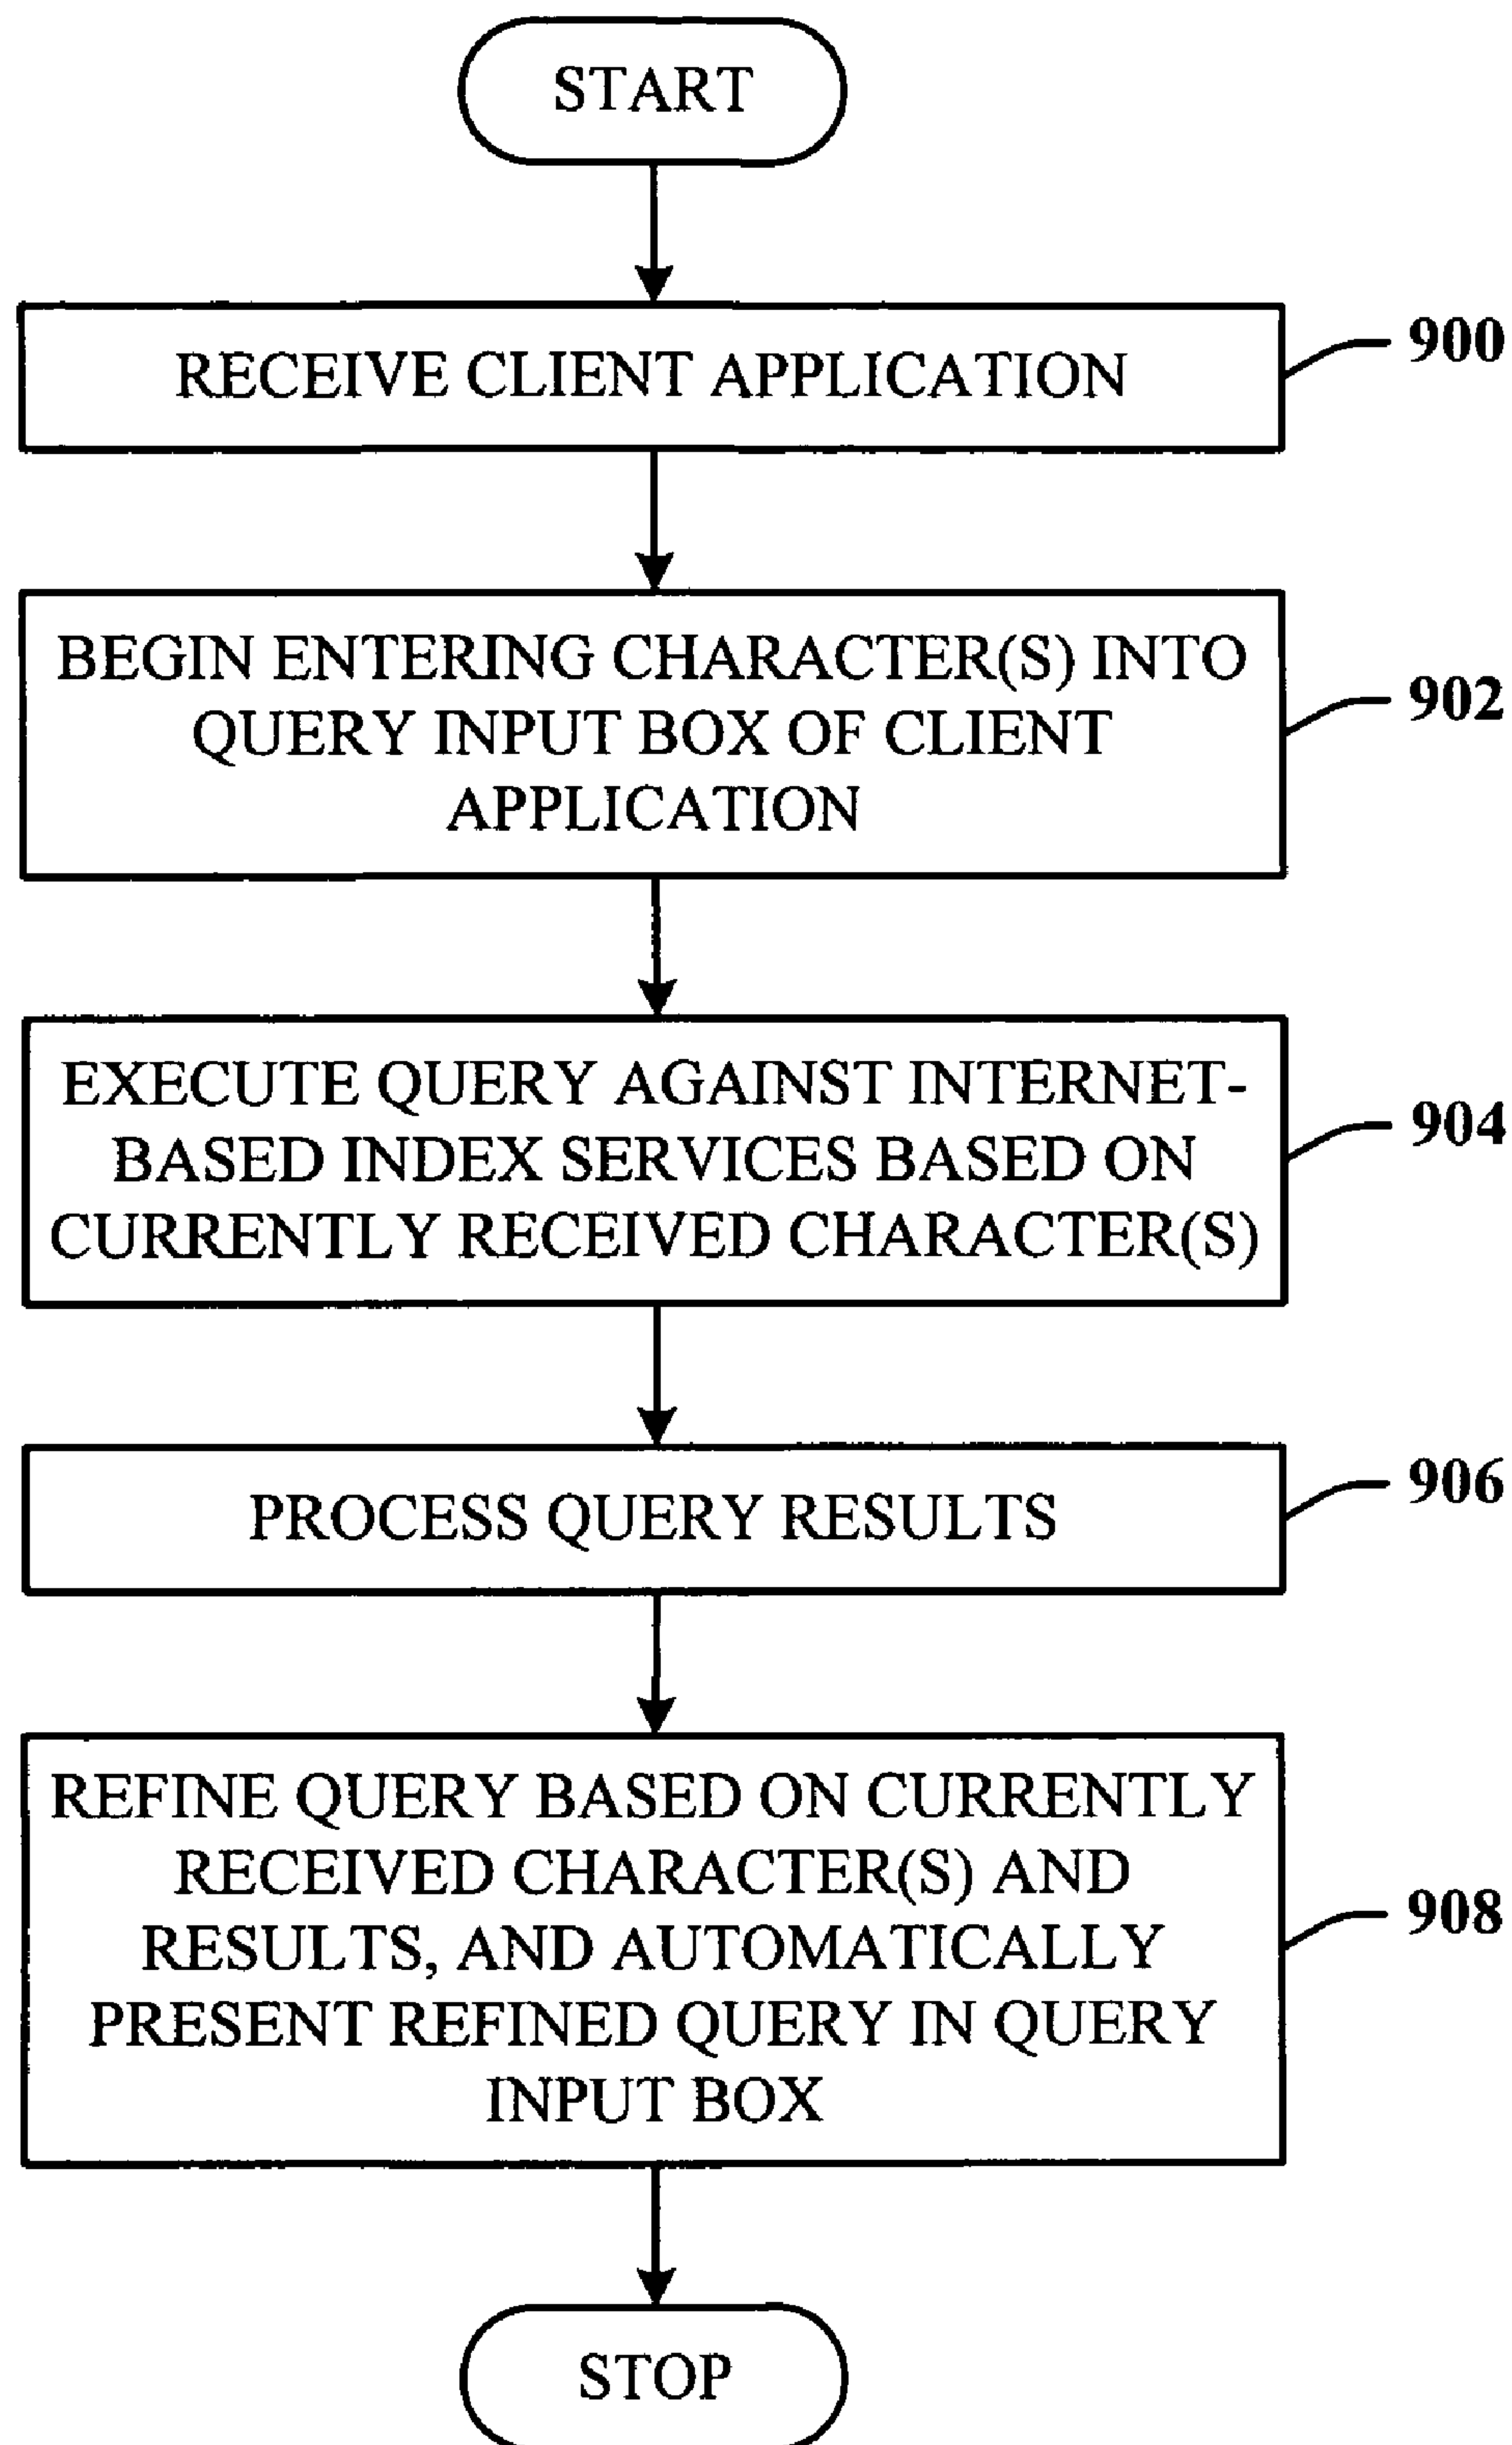 START
RECEIVE CLIENT APPLICATION
900
BEGIN ENTERING CHARACTER(S) INTO
QUERY INPUT BOX OF CLIENT
APPLICATION
902
EXECUTE QUERY AGAINST INTERNET-
BASED INDEX SERVICES BASED ON
CURRENTLY RECEIVED CHARACTER(S)
904
PROCESS QUERY RESULTS
906
REFINE QUERY BASED ON CURRENTLY
RECEIVED CHARACTER(S) AND
RESULTS, AND AUTOMATICALLY
PRESENT REFINED QUERY IN QUERY
INPUT BOX
908
STOP